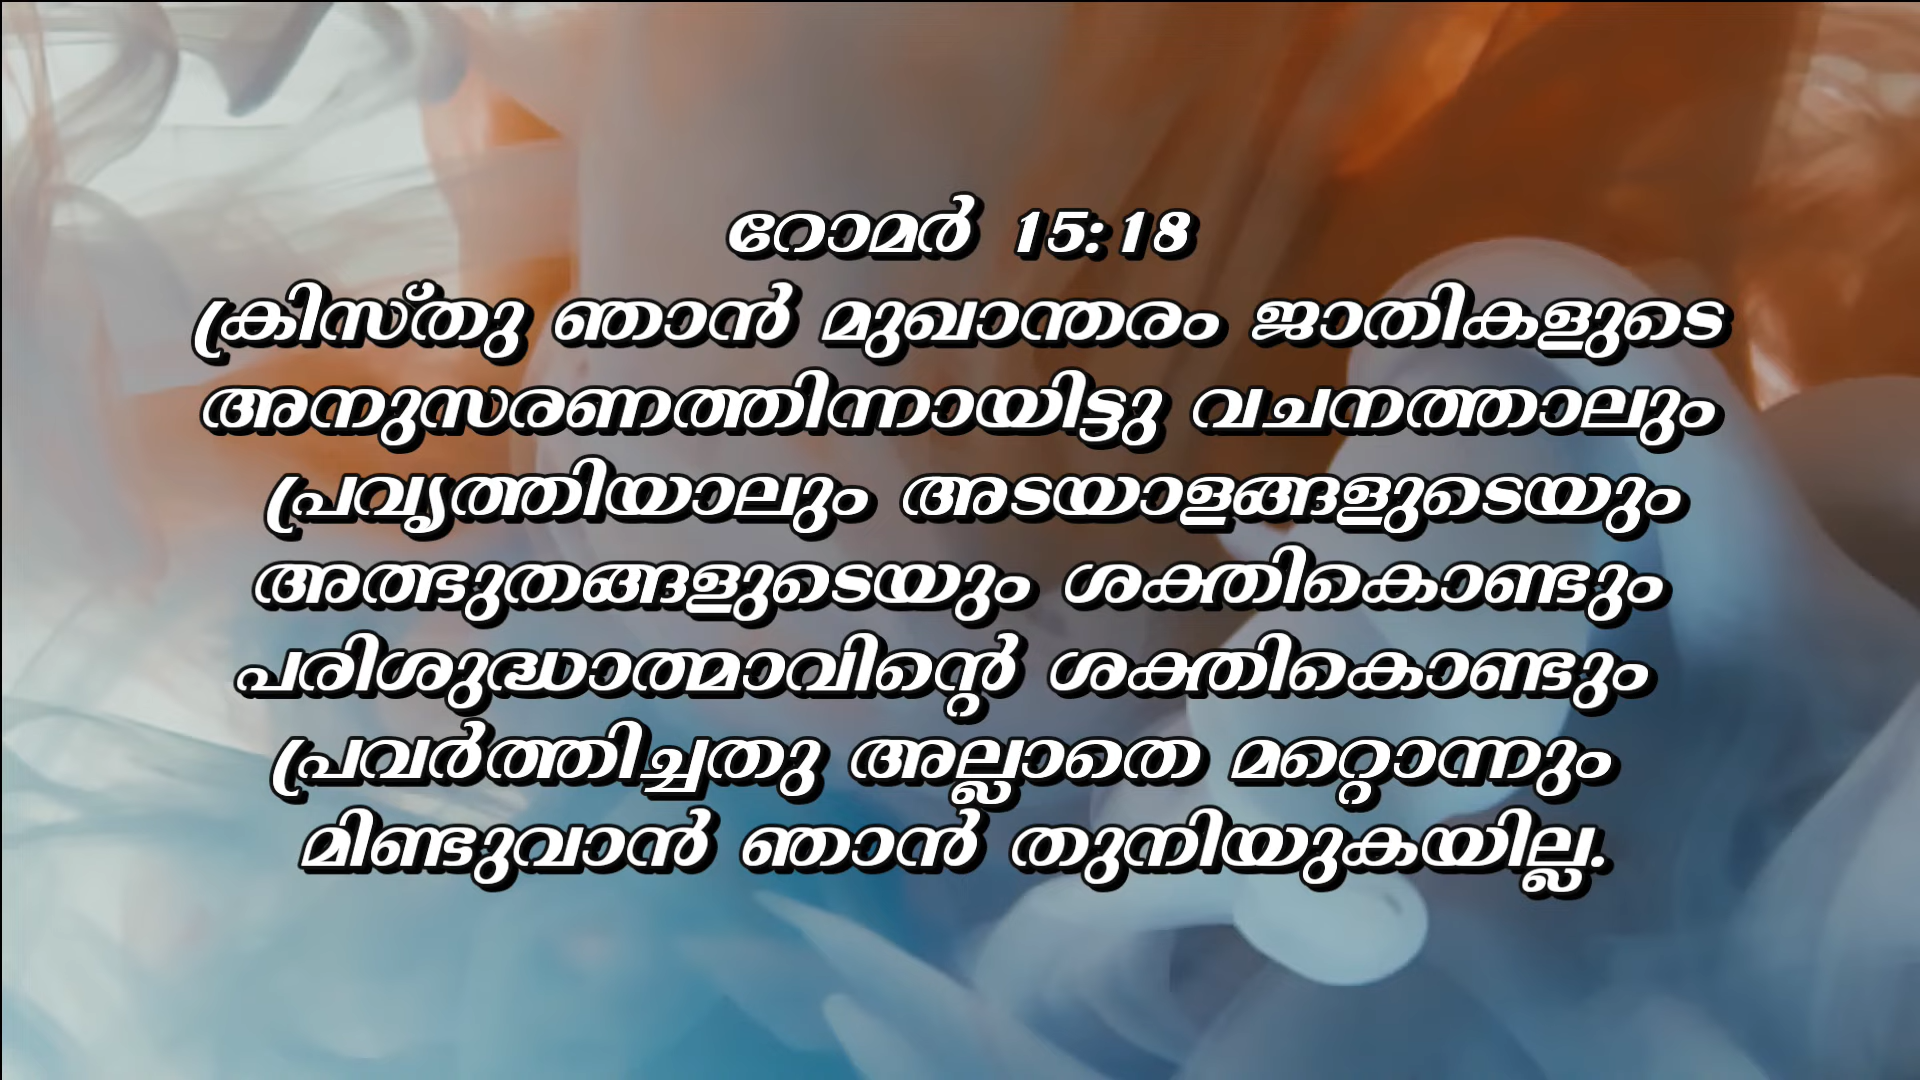 റോമർ 15:18
ക്രിസ്തു ഞാൻ മുഖാന്തരം ജാതികളുടെ
അനുസരണത്തിന്നായിട്ടു വചനത്താലും
പ്രവൃത്തിയാലും അടയാളങ്ങളുടെയും
അത്ഭുതങ്ങളുടെയും ശക്തികൊണ്ടും
പരിശുദ്ധാത്മാവിന്റെ ശക്തികൊണ്ടും
പ്രവർത്തിച്ചതു അല്ലാതെ മറ്റൊന്നും
മിണ്ടുവാൻ ഞാൻ തുനിയുകയില്ല.